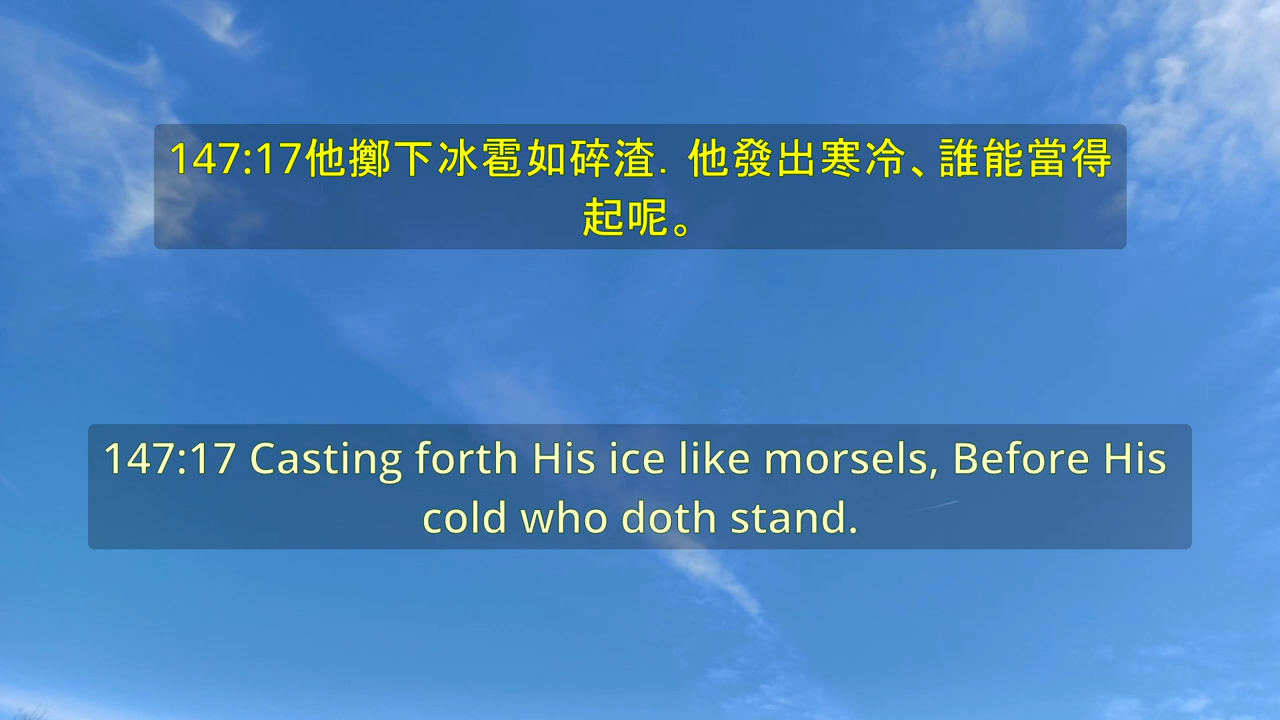 147:17他擲下冰雹如碎渣. 他發出寒冷、誰能當得
起呢。
147:17 Casting forth His ice like morsels, Before His
cold who doth stand.